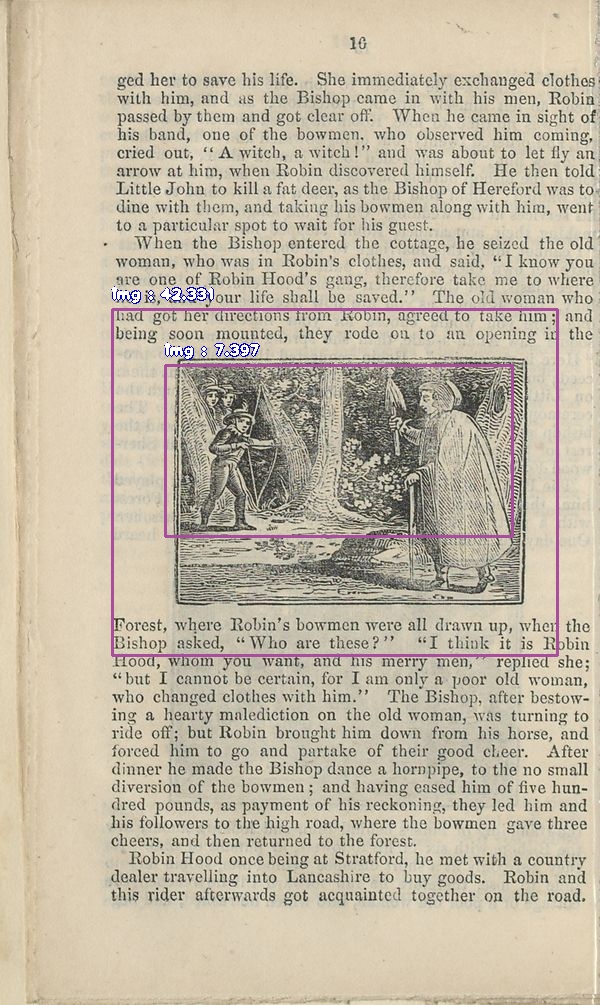 16
ged her to save his life. She immediately exchanged clothes
with him, and as the Bishop came in with his men, Robin
passed by them and got clear off. When he came in sight of
his band, one of the bowmen, who observed him coming,
cried out, "A witch, a witch!" and was about to let fly an
arrow at him, when Robin discovered himself. He then told
Little John to kill a fat deer, as the Bishop of Hereford was to
dine with them, and taking his bowmen along with him, went
to a particular spot to wait for his guest.
When the Bishop entered the cottage, he seized the old
woman, who was in Robin's clothes, and said, "I know you
are one of Robin Hood's gang, therefore take me to where
img : 42.331
your life shall be saved." The old woman who
had got her directions from Robin, agreed to take him; and
being soon mounted, they rode on to an opening in the
img : 7.397
Forest, where Robin's bowmen were all drawn up, when the
Bishop asked, "Who are these?" "I think it is Robin
Hood, whom you want, and his merry men," replied she;
"but I cannot be certain, for I am only a poor old woman,
who changed clothes with him." The Bishop, after bestow-
ing a hearty malediction on the old woman, was turning to
ride off; but Robin brought him down from his horse, and
forced him to go and partake of their good cheer. After
dinner he made the Bishop dance a hornpipe, to the no small
diversion of the bowmen; and having eased him of five hun-
dred pounds, as payment of his reckoning, they led him and
his followers to the high road, where the bowmen gave three
cheers, and then returned to the forest.
Robin Hood once being at Stratford, he met with a country
dealer travelling into Lancashire to buy goods. Robin and
this rider afterwards got acquainted together on the road.